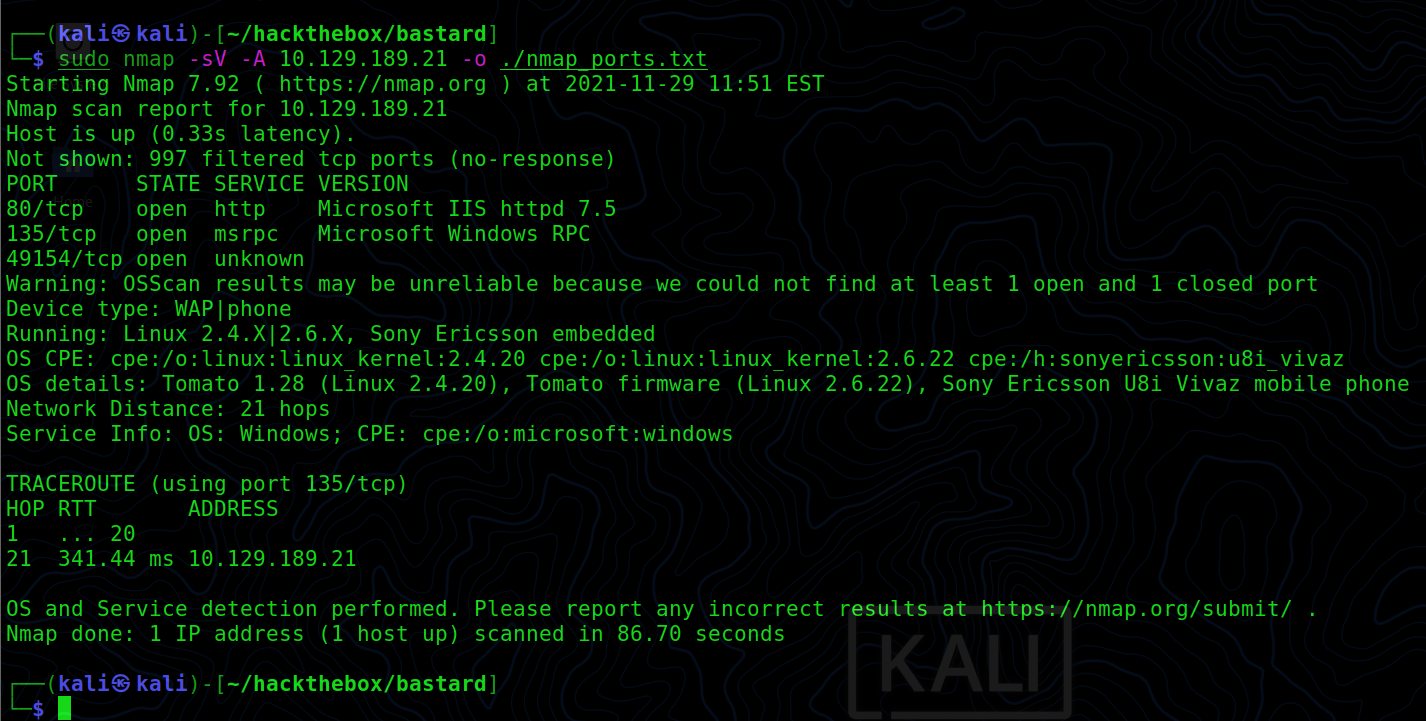 ┌──(kali㉿kali)-[~/hackthebox/bastard]
└─$ sudo nmap -sV -A 10.129.189.21 -o ./nmap_ports.txt
Starting Nmap 7.92 ( https://nmap.org ) at 2021-11-29 11:51 EST
Nmap scan report for 10.129.189.21
Host is up (0.33s latency).
Not shown: 997 filtered tcp ports (no-response)
PORT      STATE SERVICE VERSION
80/tcp    open  http    Microsoft IIS httpd 7.5
135/tcp   open  msrpc   Microsoft Windows RPC
49154/tcp open  unknown
Warning: OSScan results may be unreliable because we could not find at least 1 open and 1 closed port
Device type: WAP|phone
Running: Linux 2.4.X|2.6.X, Sony Ericsson embedded
OS CPE: cpe:/o:linux:linux_kernel:2.4.20 cpe:/o:linux:linux_kernel:2.6.22 cpe:/h:sonyericsson:u8i_vivaz
OS details: Tomato 1.28 (Linux 2.4.20), Tomato firmware (Linux 2.6.22), Sony Ericsson U8i Vivaz mobile phone
Network Distance: 21 hops
Service Info: OS: Windows; CPE: cpe:/o:microsoft:windows

TRACEROUTE (using port 135/tcp)
HOP RTT       ADDRESS
1   ... 20
21  341.44 ms 10.129.189.21

OS and Service detection performed. Please report any incorrect results at https://nmap.org/submit/ .
Nmap done: 1 IP address (1 host up) scanned in 86.70 seconds

┌──(kali㉿kali)-[~/hackthebox/bastard]
└─$
KALI